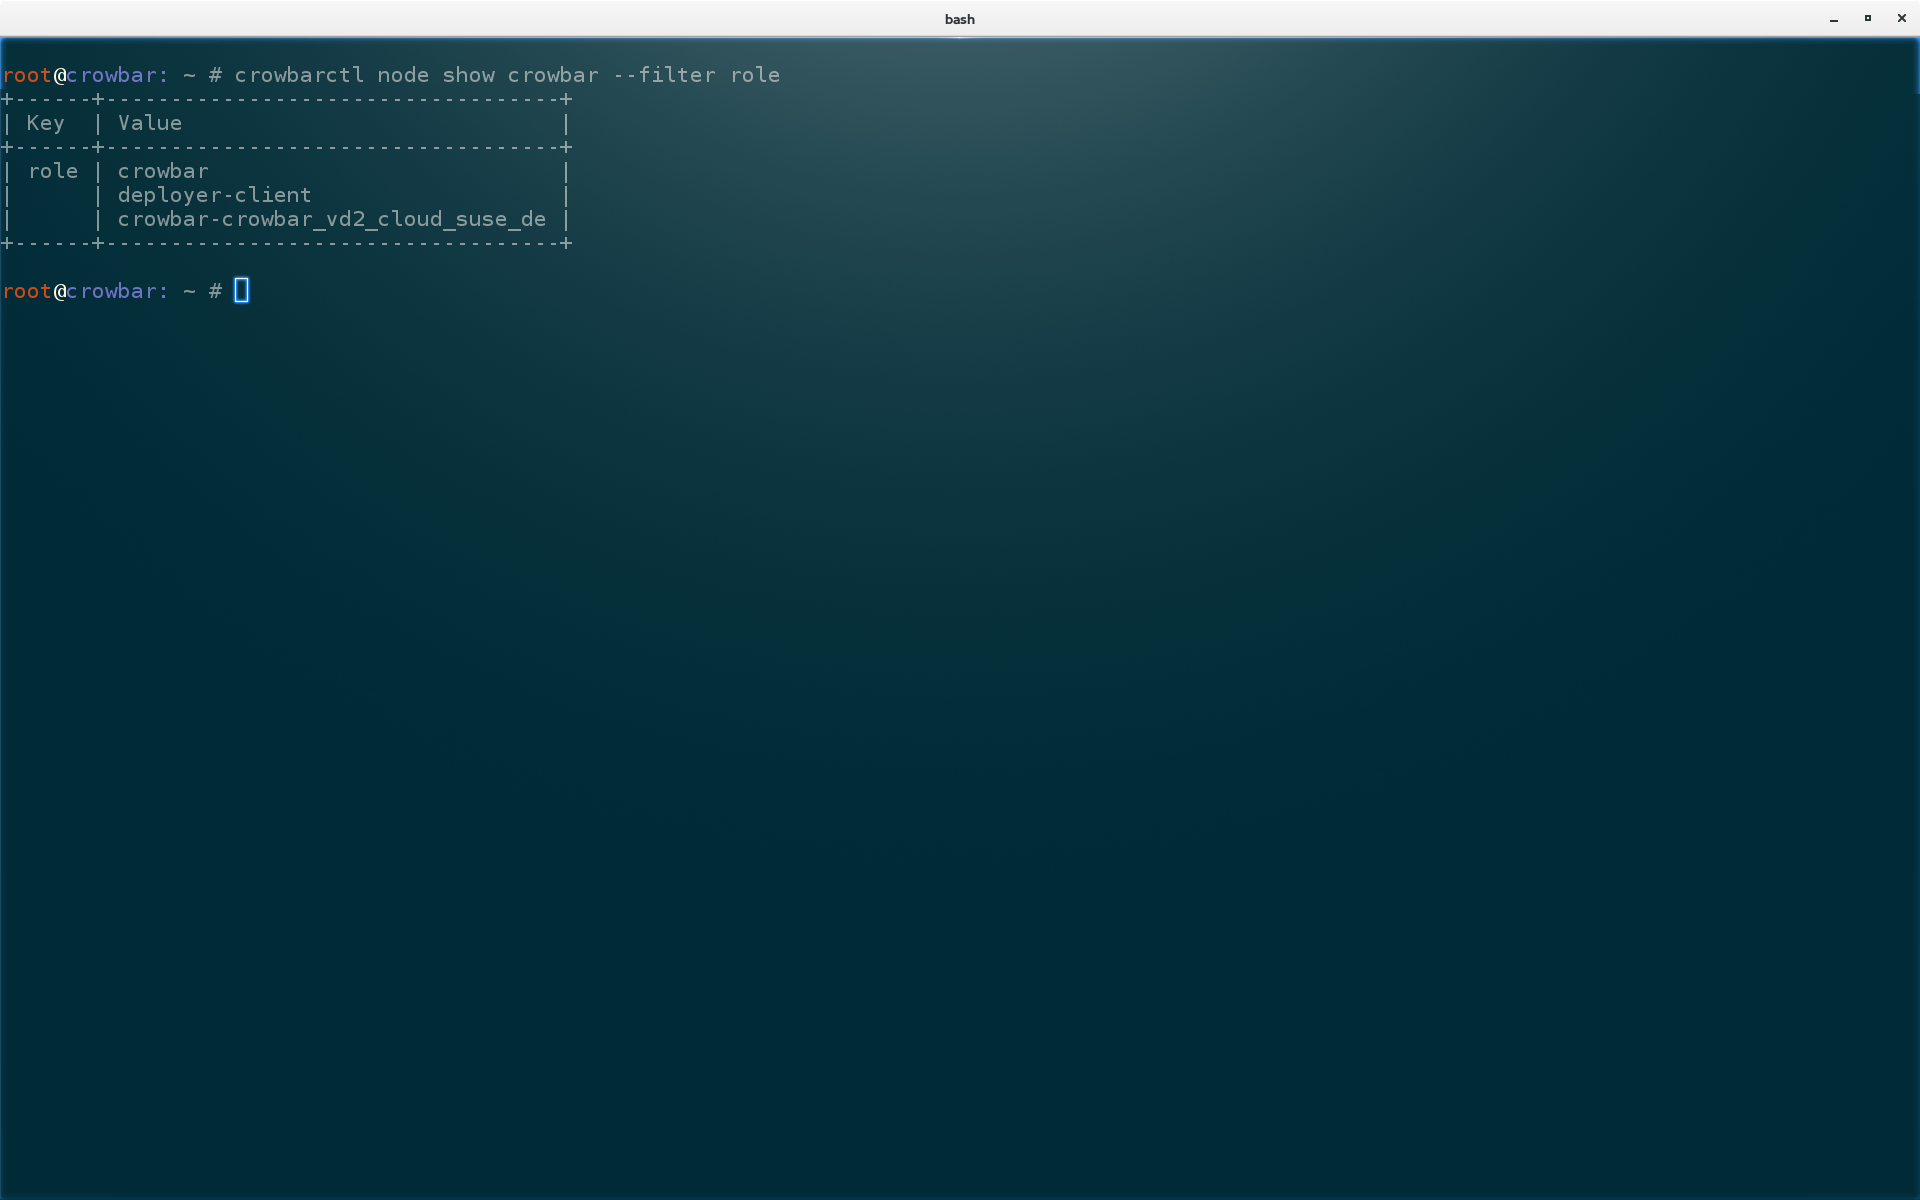 bash
root@crowbar: ~ # crowbarctl node show crowbar --filter role
+------+-----------------------------------+
| Key  | Value                             |
+------+-----------------------------------+
| role | crowbar                           |
|      | deployer-client                   |
|      | crowbar-crowbar_vd2_cloud_suse_de |
+------+-----------------------------------+
root@crowbar: ~ #